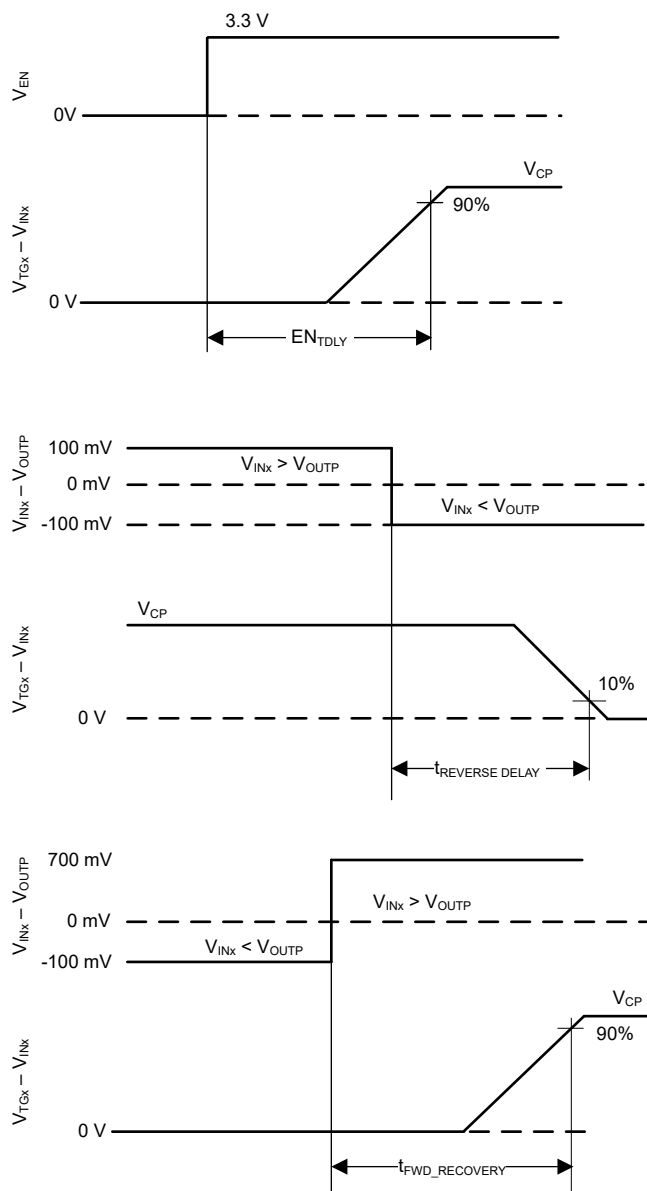 3.3 V
V_EN
0V
V_CP
90%
V_TGx – V_INx
0 V
EN_TDLY
100 mV
V_INx > V_OUTP
V_INx – V_OUTP
0 mV
V_INx < V_OUTP
-100 mV
V_CP
V_TGx – V_INx
10%
0 V
t_REVERSE DELAY
700 mV
V_INx – V_OUTP
V_INx > V_OUTP
0 mV
V_INx < V_OUTP
-100 mV
V_CP
90%
V_TGx – V_INx
0 V
t_FWD_RECOVERY